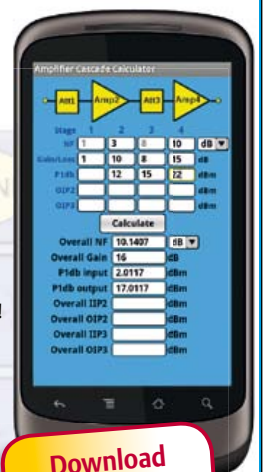 Amplifier Cascade Calculator
Att1 Amp2 Att3 Amp4
Stage 1 2 3 4
NF 1 3 8 10 dB
Gain/Loss 1 10 8 15 dB
P1db 12 15 22 dBm
OIP2 dBm
OIP3 dBm
Calculate
Overall NF 10.1407 dB
Overall Gain 16 dB
P1db input 2.0117 dBm
P1db output 17.0117 dBm
Overall IIP2 dBm
Overall OIP2 dBm
Overall IIP3 dBm
Overall OIP3 dBm
!
Download